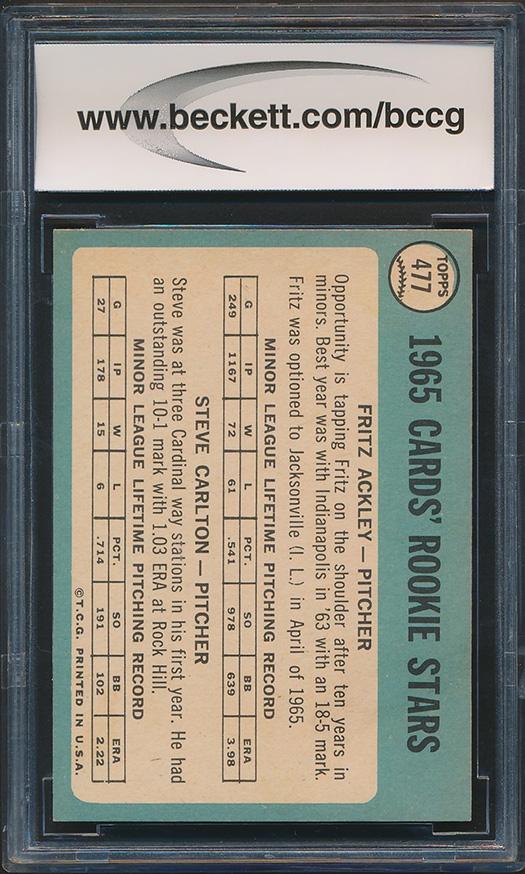 www.beckett.com/bccg
TOPPS
477
1965 CARDS' ROOKIE STARS
FRITZ ACKLEY — PITCHER
Opportunity is tapping Fritz on the shoulder after ten years in
minors. Best year was with Indianapolis in '63 with an 18-5 mark.
Fritz was optioned to Jacksonville (I. L.) in April of 1965.
MINOR LEAGUE LIFETIME PITCHING RECORD
G IP W L PCT. SO BB ERA
249 1167 72 61 .541 978 639 3.98
STEVE CARLTON — PITCHER
Steve was at three Cardinal way stations in his first year. He had
an outstanding 10-1 mark with 1.03 ERA at Rock Hill.
MINOR LEAGUE LIFETIME PITCHING RECORD
G IP W L PCT. SO BB ERA
27 178 15 6 .714 191 102 2.22
© T.C.G. PRINTED IN U.S.A.